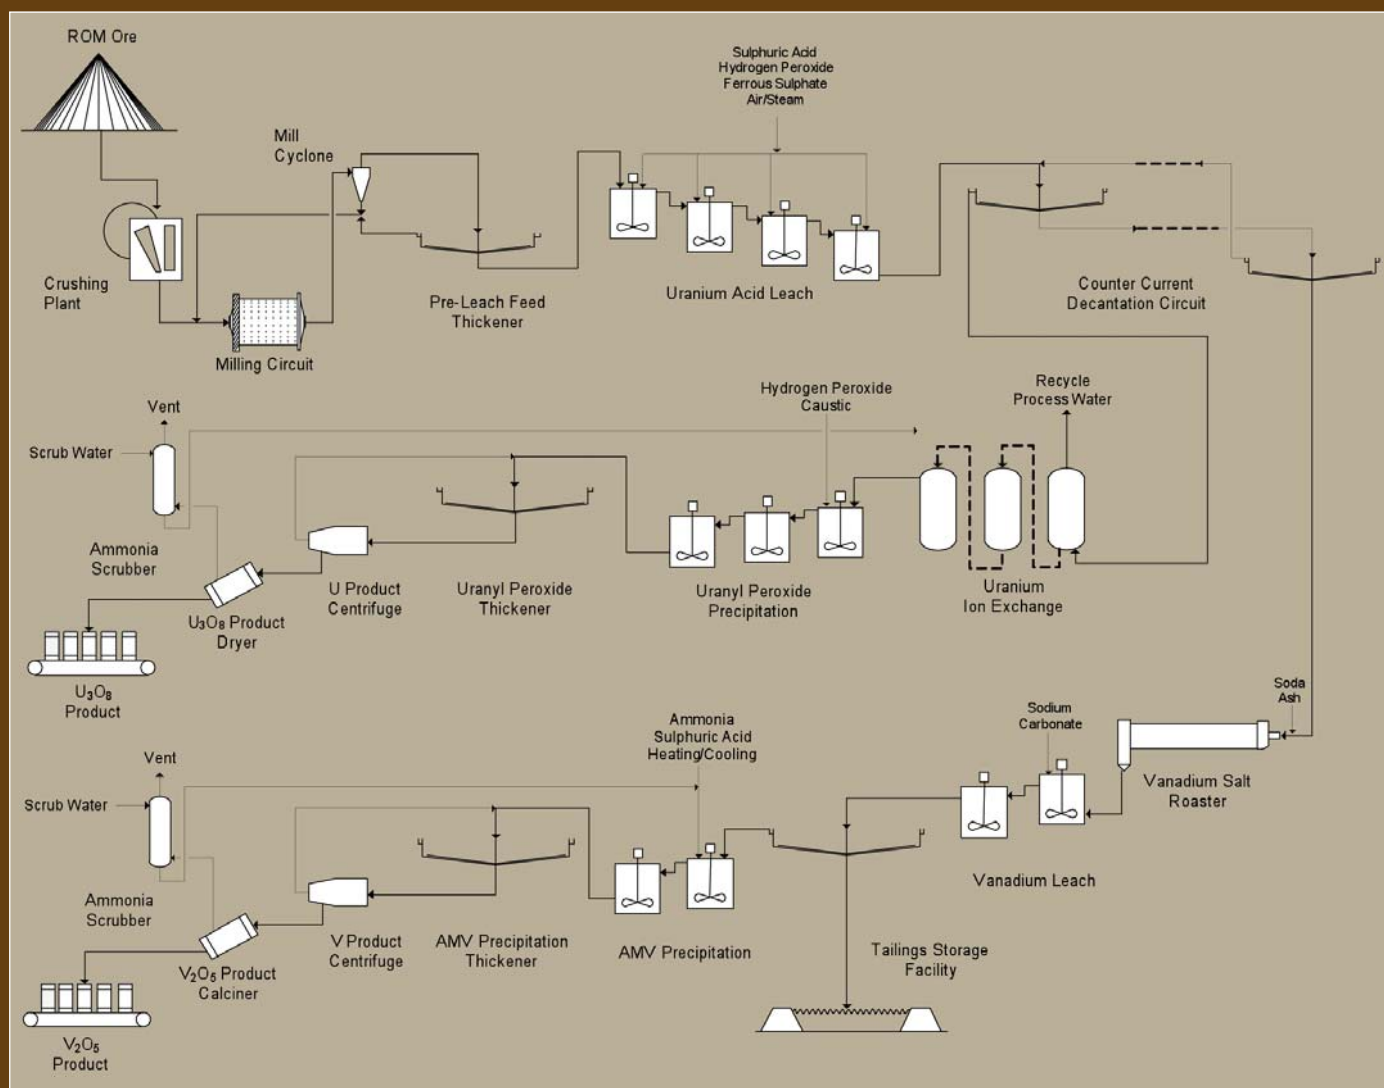 ROM Ore
Sulphuric Acid
Hydrogen Peroxide
Ferrous Sulphate
Air/Steam
Mill
Cyclone
Crushing
Plant
Milling Circuit
Pre-Leach Feed
Thickener
Uranium Acid Leach
Counter Current
Decantation Circuit
Vent
Scrub Water
Hydrogen Peroxide
Caustic
Recycle
Process Water
Ammonia
Scrubber
U Product
Centrifuge
Uranyl Peroxide
Thickener
Uranyl Peroxide
Precipitation
Uranium
Ion Exchange
U₃O₈ Product
Dryer
U₃O₈
Product
Soda
Ash
Sodium
Carbonate
Ammonia
Sulphuric Acid
Heating/Cooling
Vent
Scrub Water
Vanadium Salt
Roaster
Ammonia
Scrubber
V Product
Centrifuge
AMV Precipitation
Thickener
AMV Precipitation
Vanadium Leach
Tailings Storage
Facility
V₂O₅ Product
Calciner
V₂O₅
Product